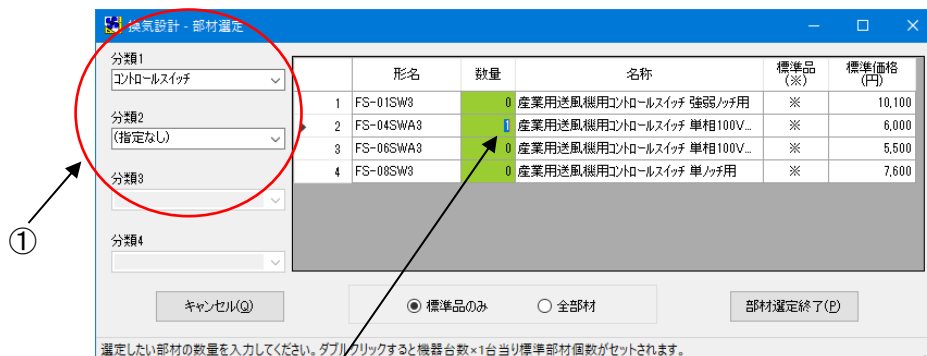 換気設計 - 部材選定
分類1
コントロールスイッチ
分類2
(指定なし)
分類3
分類4
①
形名 数量 名称 標準品(※) 標準価格(円)
1 FS-01SW3 0 産業用送風機用コントロールスイッチ 強弱ノッチ用 ※ 10,100
2 FS-04SWA3 1 産業用送風機用コントロールスイッチ 単相100V... ※ 6,000
3 FS-06SWA3 0 産業用送風機用コントロールスイッチ 単相100V... ※ 5,500
4 FS-08SW3 0 産業用送風機用コントロールスイッチ 単ノッチ用 ※ 7,600
キャンセル(Q)
標準品のみ 全部材
部材選定終了(P)
選定したい部材の数量を入力してください。ダブルクリックすると機器台数×1台当り標準部材個数がセットされます。